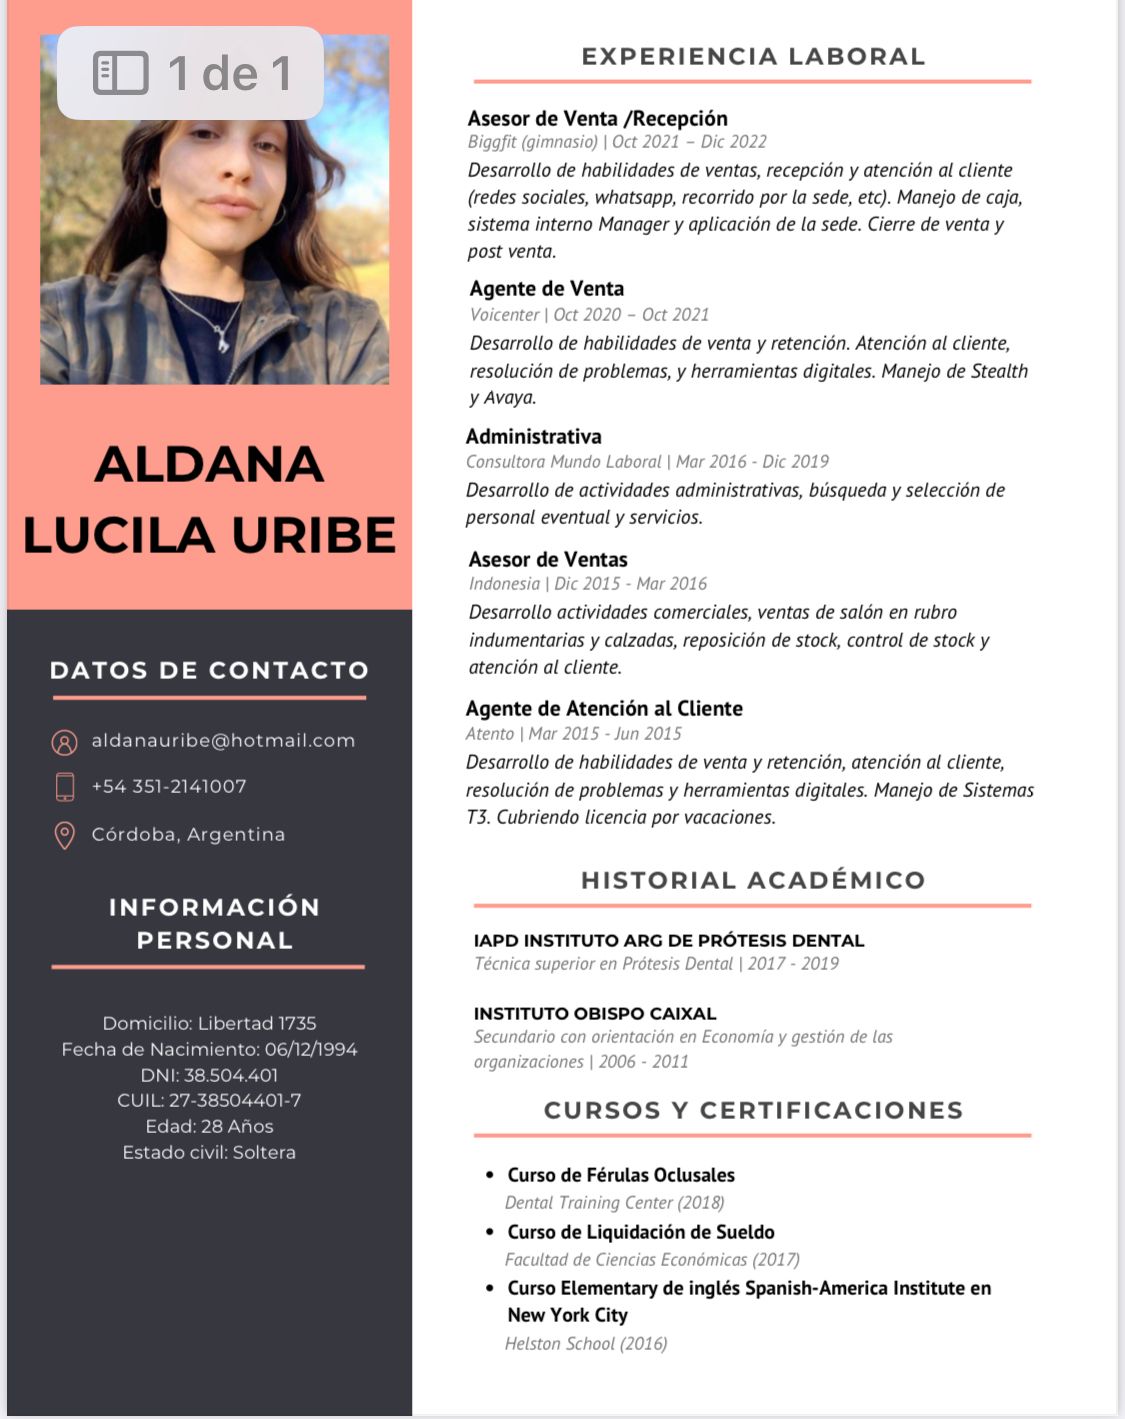 1 de 1
ALDANA
LUCILA URIBE
DATOS DE CONTACTO
aldanauribe@hotmail.com
+54 351-2141007
Córdoba, Argentina
INFORMACIÓN
PERSONAL
Domicilio: Libertad 1735
Fecha de Nacimiento: 06/12/1994
DNI: 38.504.401
CUIL: 27-38504401-7
Edad: 28 Años
Estado civil: Soltera
EXPERIENCIA LABORAL
Asesor de Venta /Recepción
Biggfit (gimnasio) | Oct 2021 – Dic 2022
Desarrollo de habilidades de ventas, recepción y atención al cliente
(redes sociales, whatsapp, recorrido por la sede, etc). Manejo de caja,
sistema interno Manager y aplicación de la sede. Cierre de venta y
post venta.
Agente de Venta
Voicenter | Oct 2020 – Oct 2021
Desarrollo de habilidades de venta y retención. Atención al cliente,
resolución de problemas, y herramientas digitales. Manejo de Stealth
y Avaya.
Administrativa
Consultora Mundo Laboral | Mar 2016 - Dic 2019
Desarrollo de actividades administrativas, búsqueda y selección de
personal eventual y servicios.
Asesor de Ventas
Indonesia | Dic 2015 - Mar 2016
Desarrollo actividades comerciales, ventas de salón en rubro
indumentarias y calzadas, reposición de stock, control de stock y
atención al cliente.
Agente de Atención al Cliente
Atento | Mar 2015 - Jun 2015
Desarrollo de habilidades de venta y retención, atención al cliente,
resolución de problemas y herramientas digitales. Manejo de Sistemas
T3. Cubriendo licencia por vacaciones.
HISTORIAL ACADÉMICO
IAPD INSTITUTO ARG DE PRÓTESIS DENTAL
Técnica superior en Prótesis Dental | 2017 - 2019
INSTITUTO OBISPO CAIXAL
Secundario con orientación en Economía y gestión de las
organizaciones | 2006 - 2011
CURSOS Y CERTIFICACIONES
• Curso de Férulas Oclusales
Dental Training Center (2018)
• Curso de Liquidación de Sueldo
Facultad de Ciencias Económicas (2017)
• Curso Elementary de inglés Spanish-America Institute en
New York City
Helston School (2016)